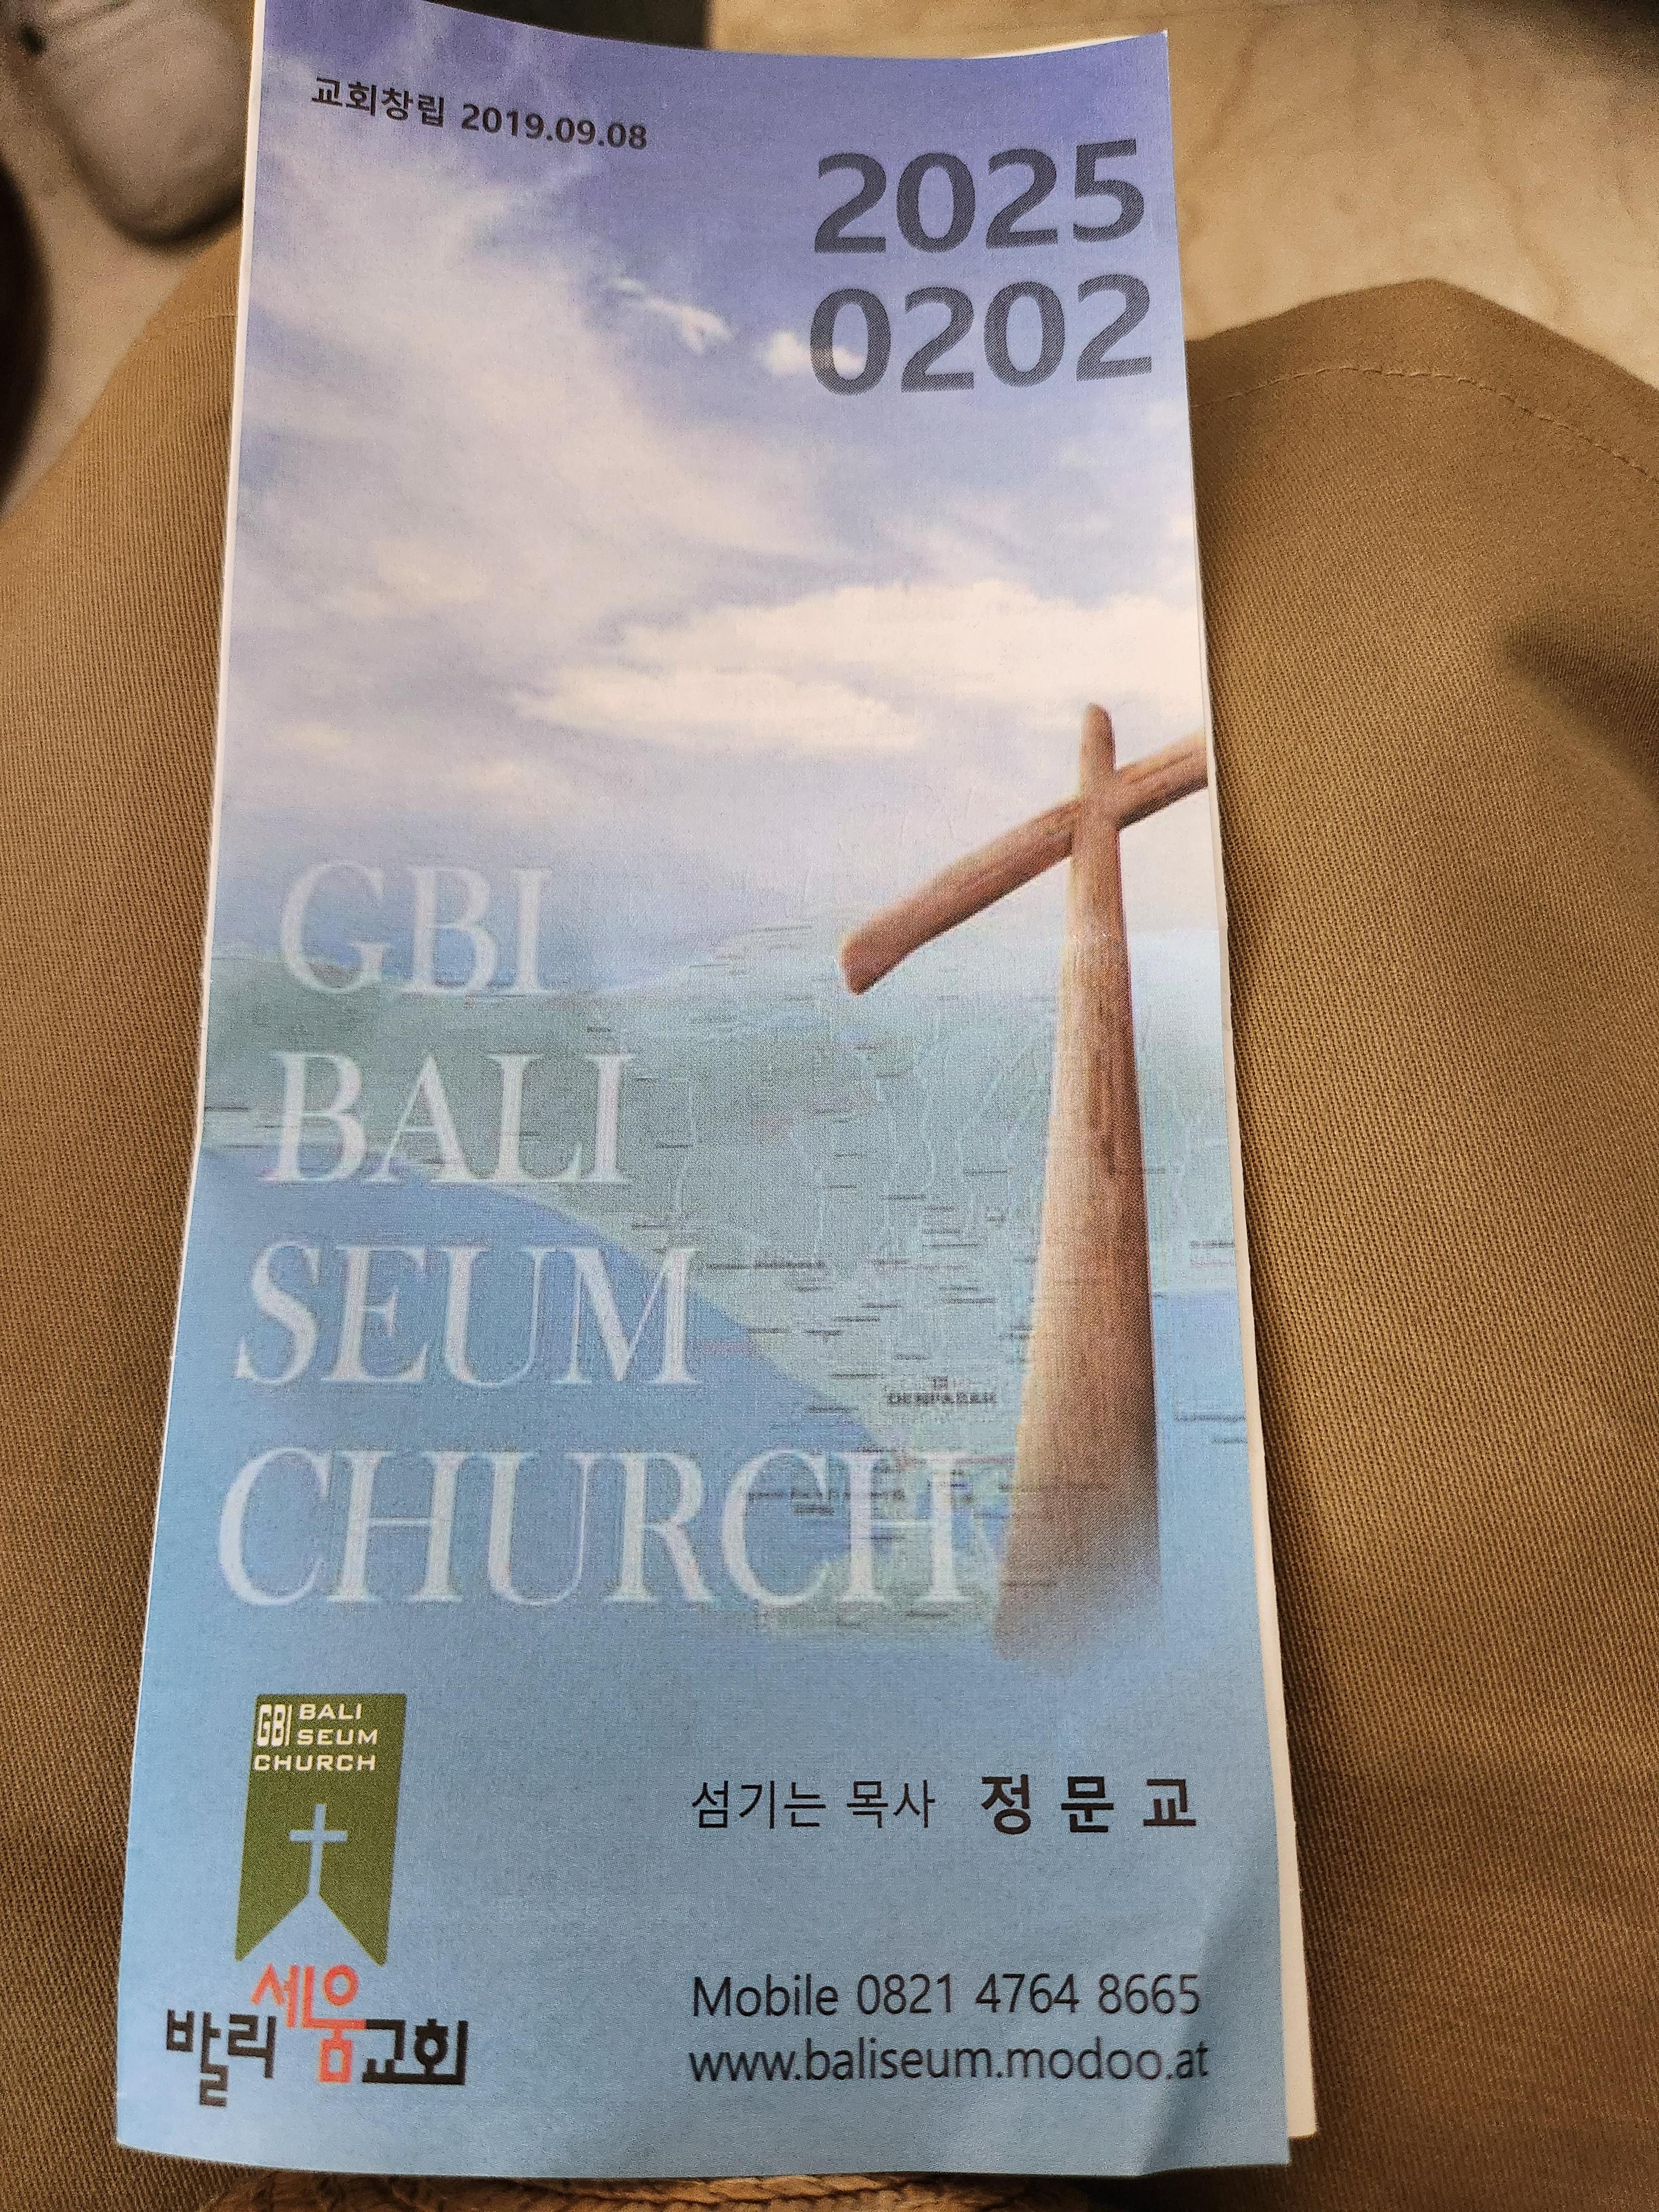 교회창립 2019.09.08
2025
0202
GBI
BALI
SEUM
CHURCH
DENPASAR
GBI BALI
SEUM
CHURCH
발리세움교회
섬기는 목사 정 문 교
Mobile 0821 4764 8665
www.baliseum.modoo.at